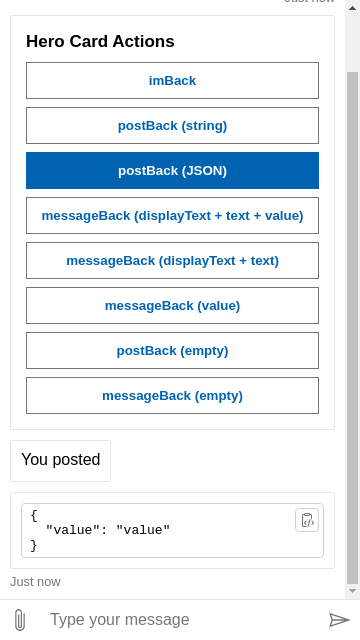 Just now
Hero Card Actions
imBack
postBack (string)
postBack (JSON)
messageBack (displayText + text + value)
messageBack (displayText + text)
messageBack (value)
postBack (empty)
messageBack (empty)
You posted
{
  "value": "value"
}
Just now
Type your message